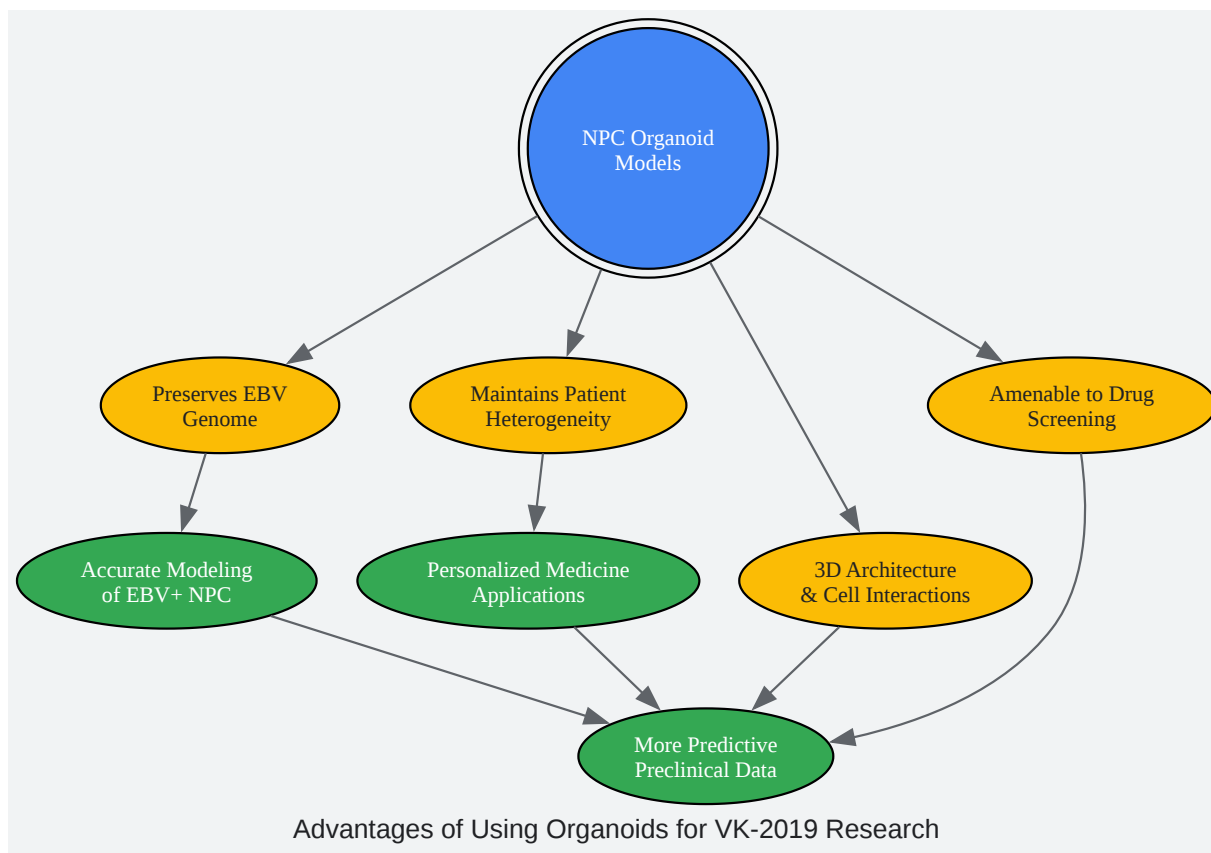 NPC Organoid
Models
Preserves EBV
Genome
Maintains Patient
Heterogeneity
Amenable to Drug
Screening
Accurate Modeling
of EBV+ NPC
Personalized Medicine
Applications
3D Architecture
& Cell Interactions
More Predictive
Preclinical Data
Advantages of Using Organoids for VK-2019 Research